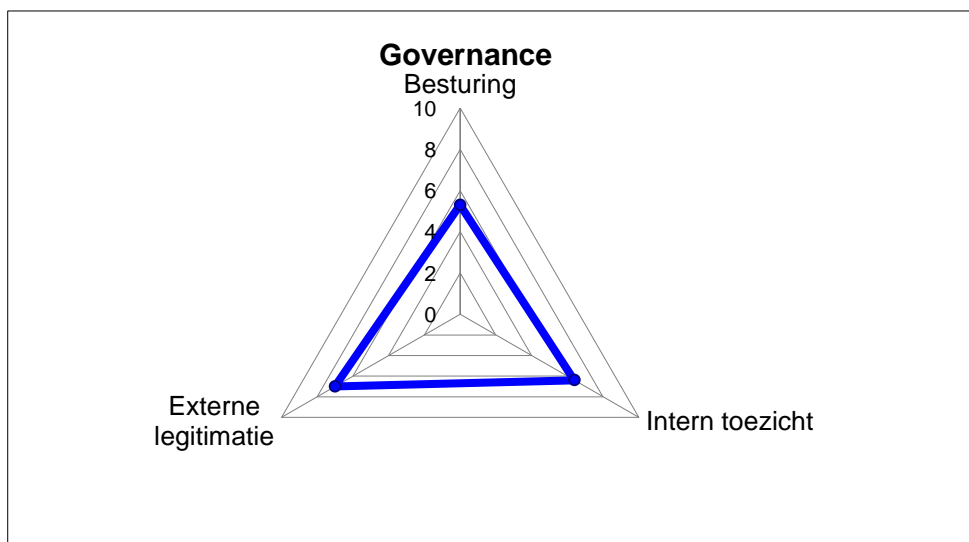 Governance
Besturing
10
8
6
4
2
0
Externe
legitimatie
Intern toezicht